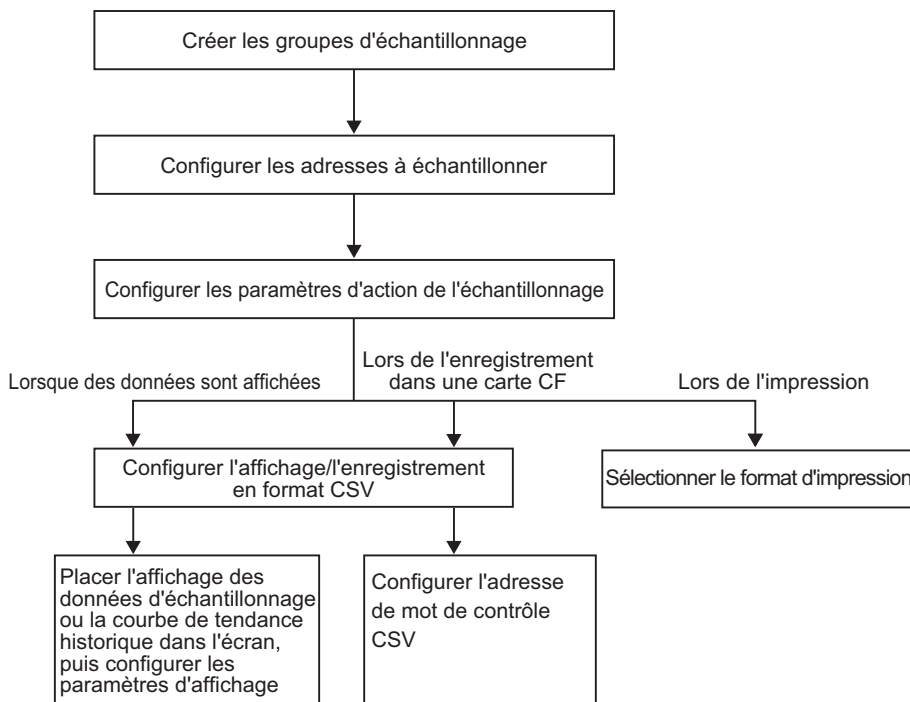 Créer les groupes d'échantillonnage
Configurer les adresses à échantillonner
Configurer les paramètres d'action de l'échantillonnage
Lorsque des données sont affichées
Lors de l'enregistrement
dans une carte CF
Lors de l'impression
Configurer l'affichage/l'enregistrement
en format CSV
Sélectionner le format d'impression
Placer l'affichage des
données d'échantillonnage
ou la courbe de tendance
historique dans l'écran,
puis configurer les
paramètres d'affichage
Configurer l'adresse
de mot de contrôle
CSV